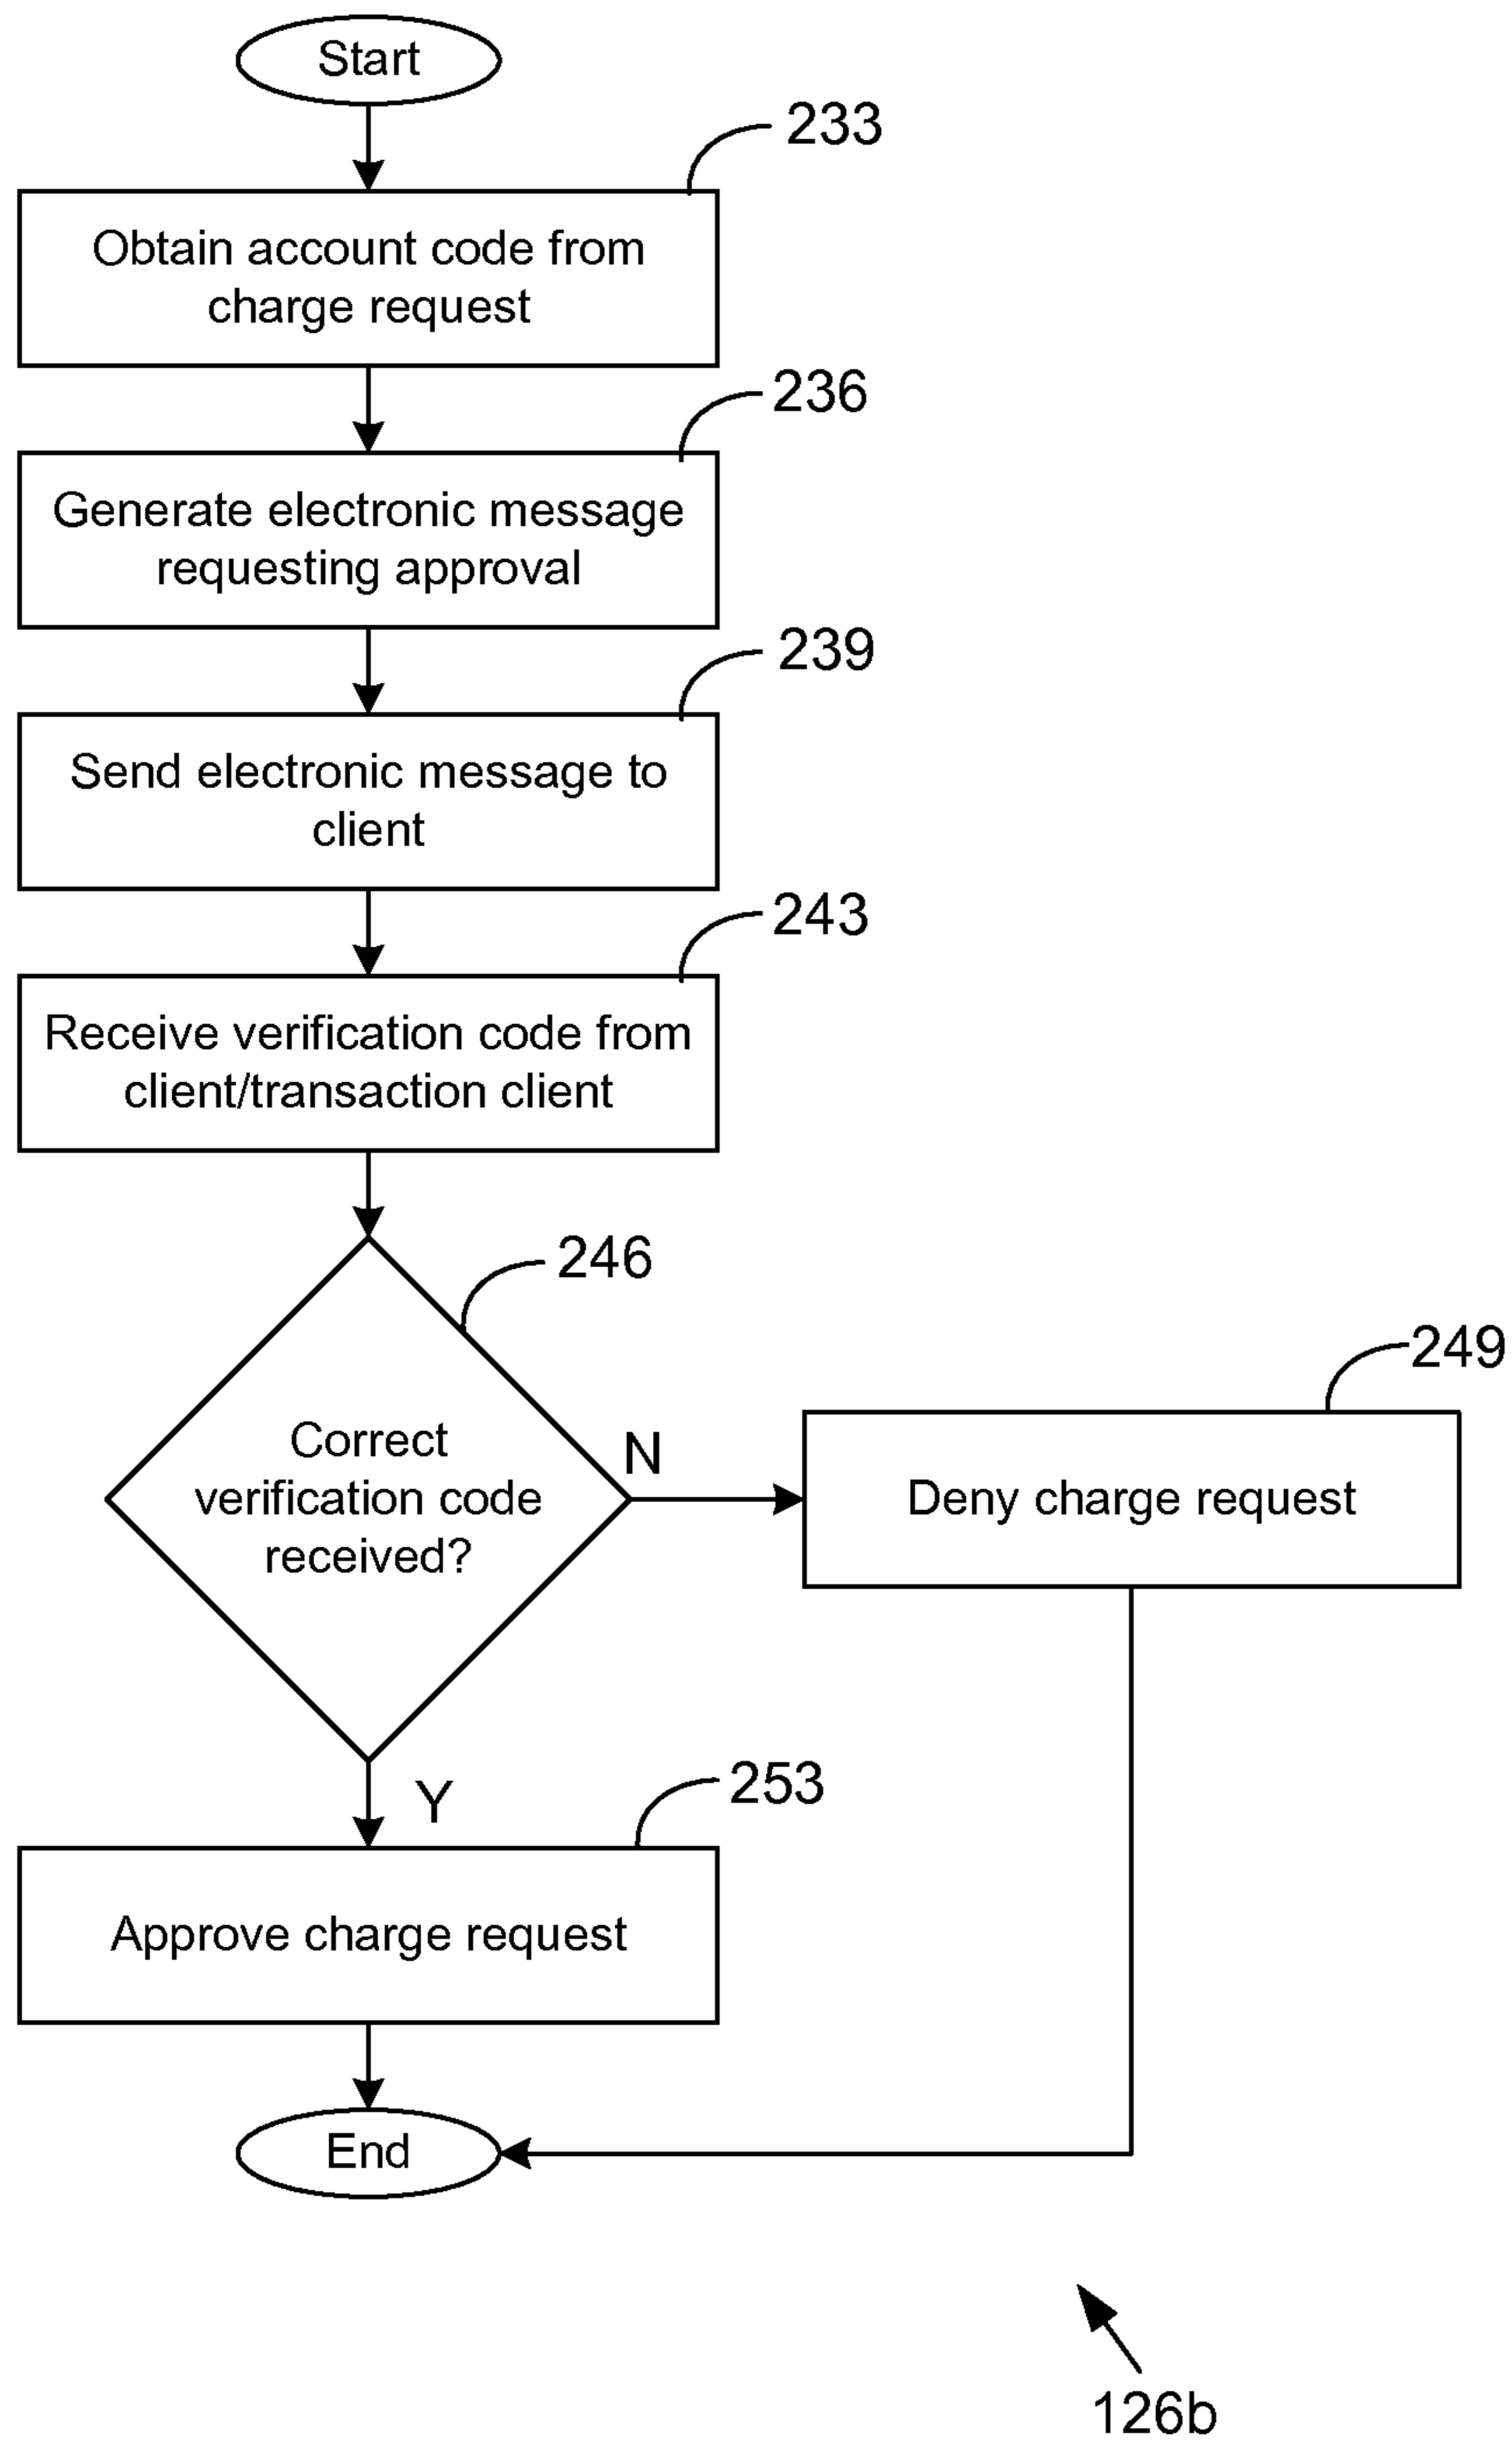 Start
233
Obtain account code from
charge request
236
Generate electronic message
requesting approval
239
Send electronic message to
client
243
Receive verification code from
client/transaction client
246
Correct
verification code
received?
N
249
Deny charge request
Y
253
Approve charge request
End
126b